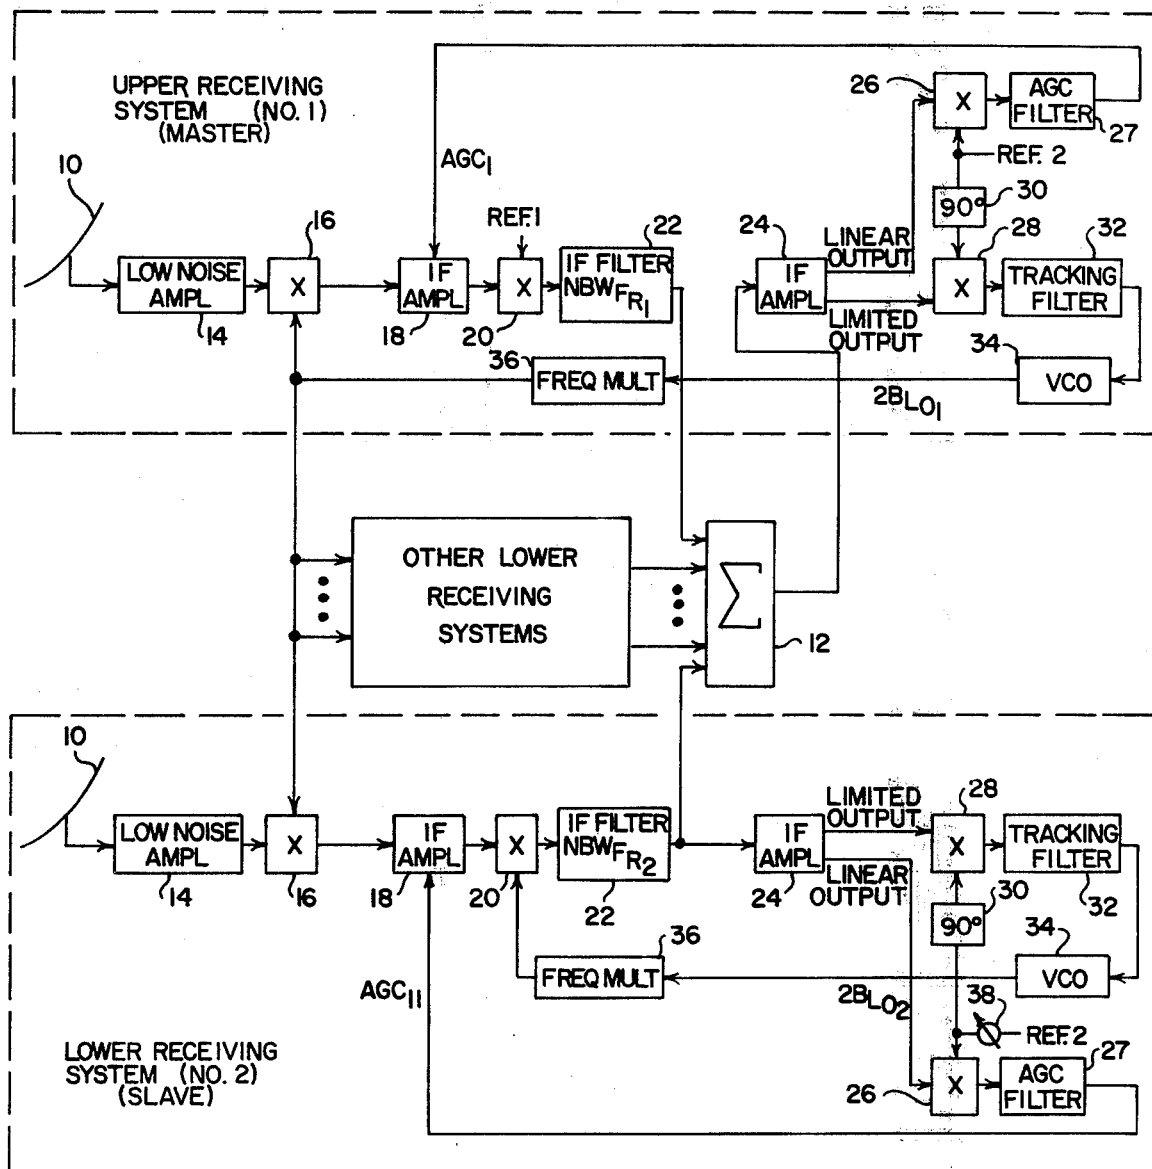 UPPER RECEIVING
SYSTEM (NO. 1)
(MASTER)
10
LOW NOISE
AMPL
14
16
X
AGC₁
IF
AMPL
18
REF.1
X
20
22
IF FILTER
NBW FR₁
24
IF
AMPL
LINEAR
OUTPUT
LIMITED
OUTPUT
26
X
AGC
FILTER
27
REF. 2
90°
30
28
X
32
TRACKING
FILTER
34
VCO
2BLO₁
36
FREQ MULT
OTHER LOWER
RECEIVING
SYSTEMS
Σ
12
10
LOW NOISE
AMPL
14
X
16
IF
AMPL
18
X
20
IF FILTER
NBW FR₂
22
IF
AMPL
24
LIMITED
OUTPUT
LINEAR
OUTPUT
28
X
TRACKING
FILTER
32
30
90°
34
VCO
36
FREQ MULT
2BLO₂
AGC₁₁
38
REF.2
26
X
27
AGC
FILTER
LOWER RECEIVING
SYSTEM (NO. 2)
(SLAVE)